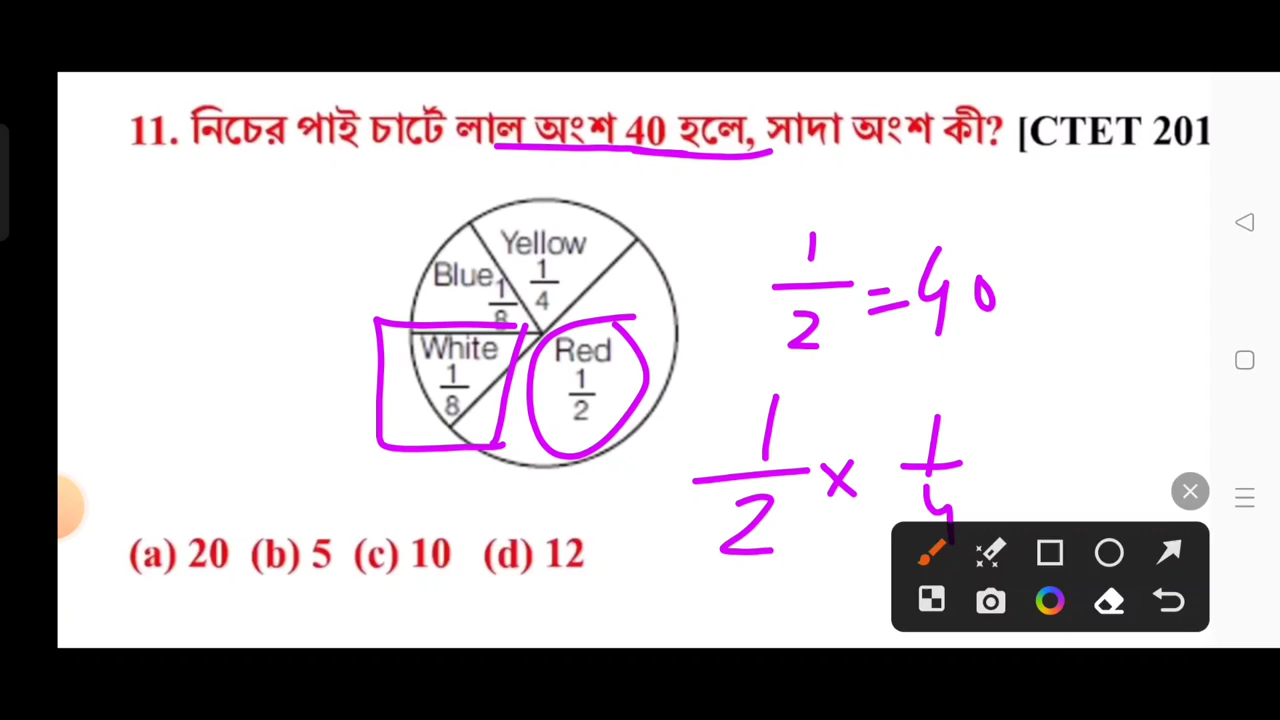 11. নিচের পাই চার্টে লাল অংশ 40 হলে, সাদা অংশ কী? [CTET 201
Yellow
1
4
Blue
1
8
White
1
8
Red
1
2
1
2
=40
1
2
×
1
4
(a) 20 (b) 5 (c) 10 (d) 12